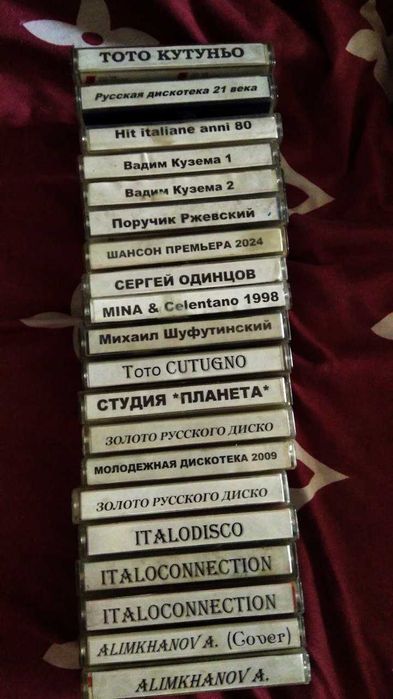 ТОТО КУТУНЬО
Русская дискотека 21 века
Hit italiane anni 80
Вадим Кузема 1
Вадим Кузема 2
Поручик Ржевский
ШАНСОН ПРЕМЬЕРА 2024
СЕРГЕЙ ОДИНЦОВ
MINA & Celentano 1998
Михаил Шуфутинский
Тото CUTUGNO
СТУДИЯ *ПЛАНЕТА*
ЗОЛОТО РУССКОГО ДИСКО
МОЛОДЕЖНАЯ ДИСКОТЕКА 2009
ЗОЛОТО РУССКОГО ДИСКО
ITALODISCO
ITALOCONNECTION
ITALOCONNECTION
ALIMKHANOV A. (Cover)
ALIMKHANOV A.